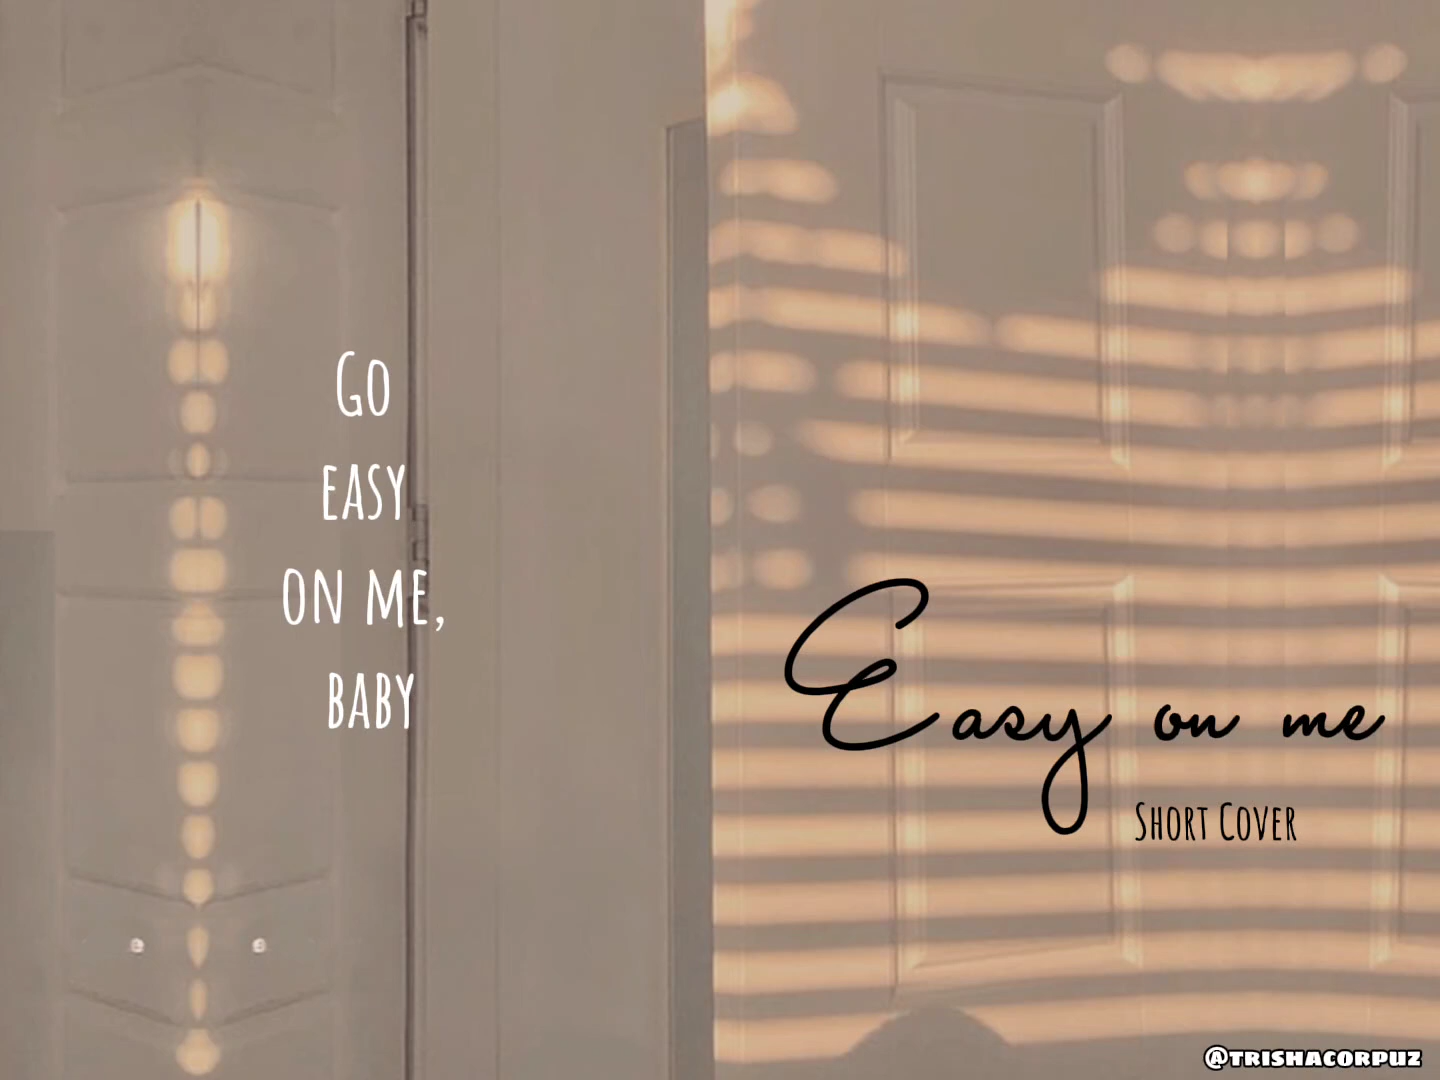 Go
easy
on me,
baby
Easy on me
Short Cover
@trishacorpuz